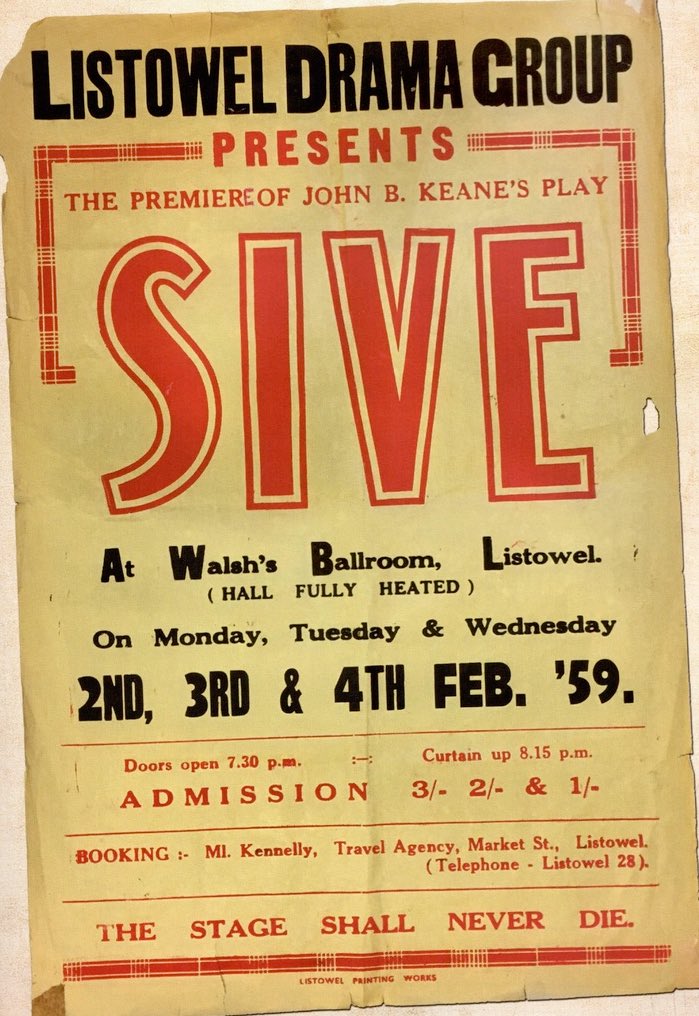 LISTOWEL DRAMA GROUP
PRESENTS
THE PREMIERE OF JOHN B. KEANE'S PLAY
SIVE
At Walsh's Ballroom, Listowel.
( HALL FULLY HEATED )
On Monday, Tuesday & Wednesday
2ND, 3RD & 4TH FEB. '59.
Doors open 7.30 p.m. :-: Curtain up 8.15 p.m.
ADMISSION 3/- 2/- & 1/-
BOOKING :- Ml. Kennelly, Travel Agency, Market St., Listowel.
(Telephone - Listowel 28).
THE STAGE SHALL NEVER DIE.
LISTOWEL PRINTING WORKS